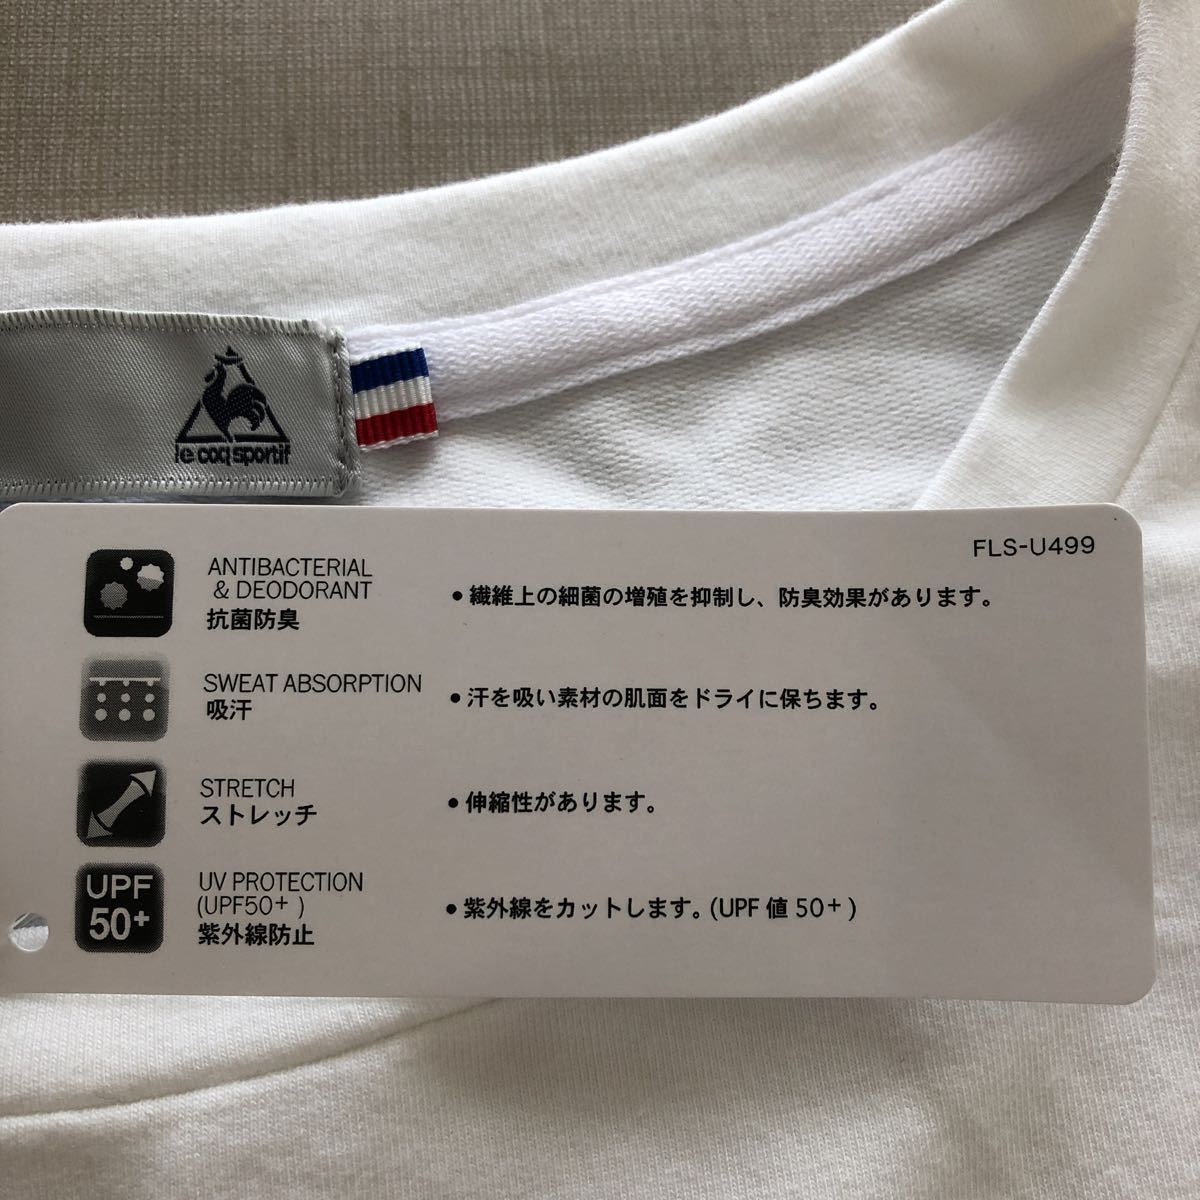 le coq sportif
FLS-U499
ANTIBACTERIAL
& DEODORANT
抗菌防臭
•繊維上の細菌の増殖を抑制し、防臭効果があります。
SWEAT ABSORPTION
吸汗
•汗を吸い素材の肌面をドライに保ちます。
STRETCH
ストレッチ
•伸縮性があります。
UPF
50+
UV PROTECTION
(UPF50+ )
紫外線防止
•紫外線をカットします。(UPF 値 50+ )